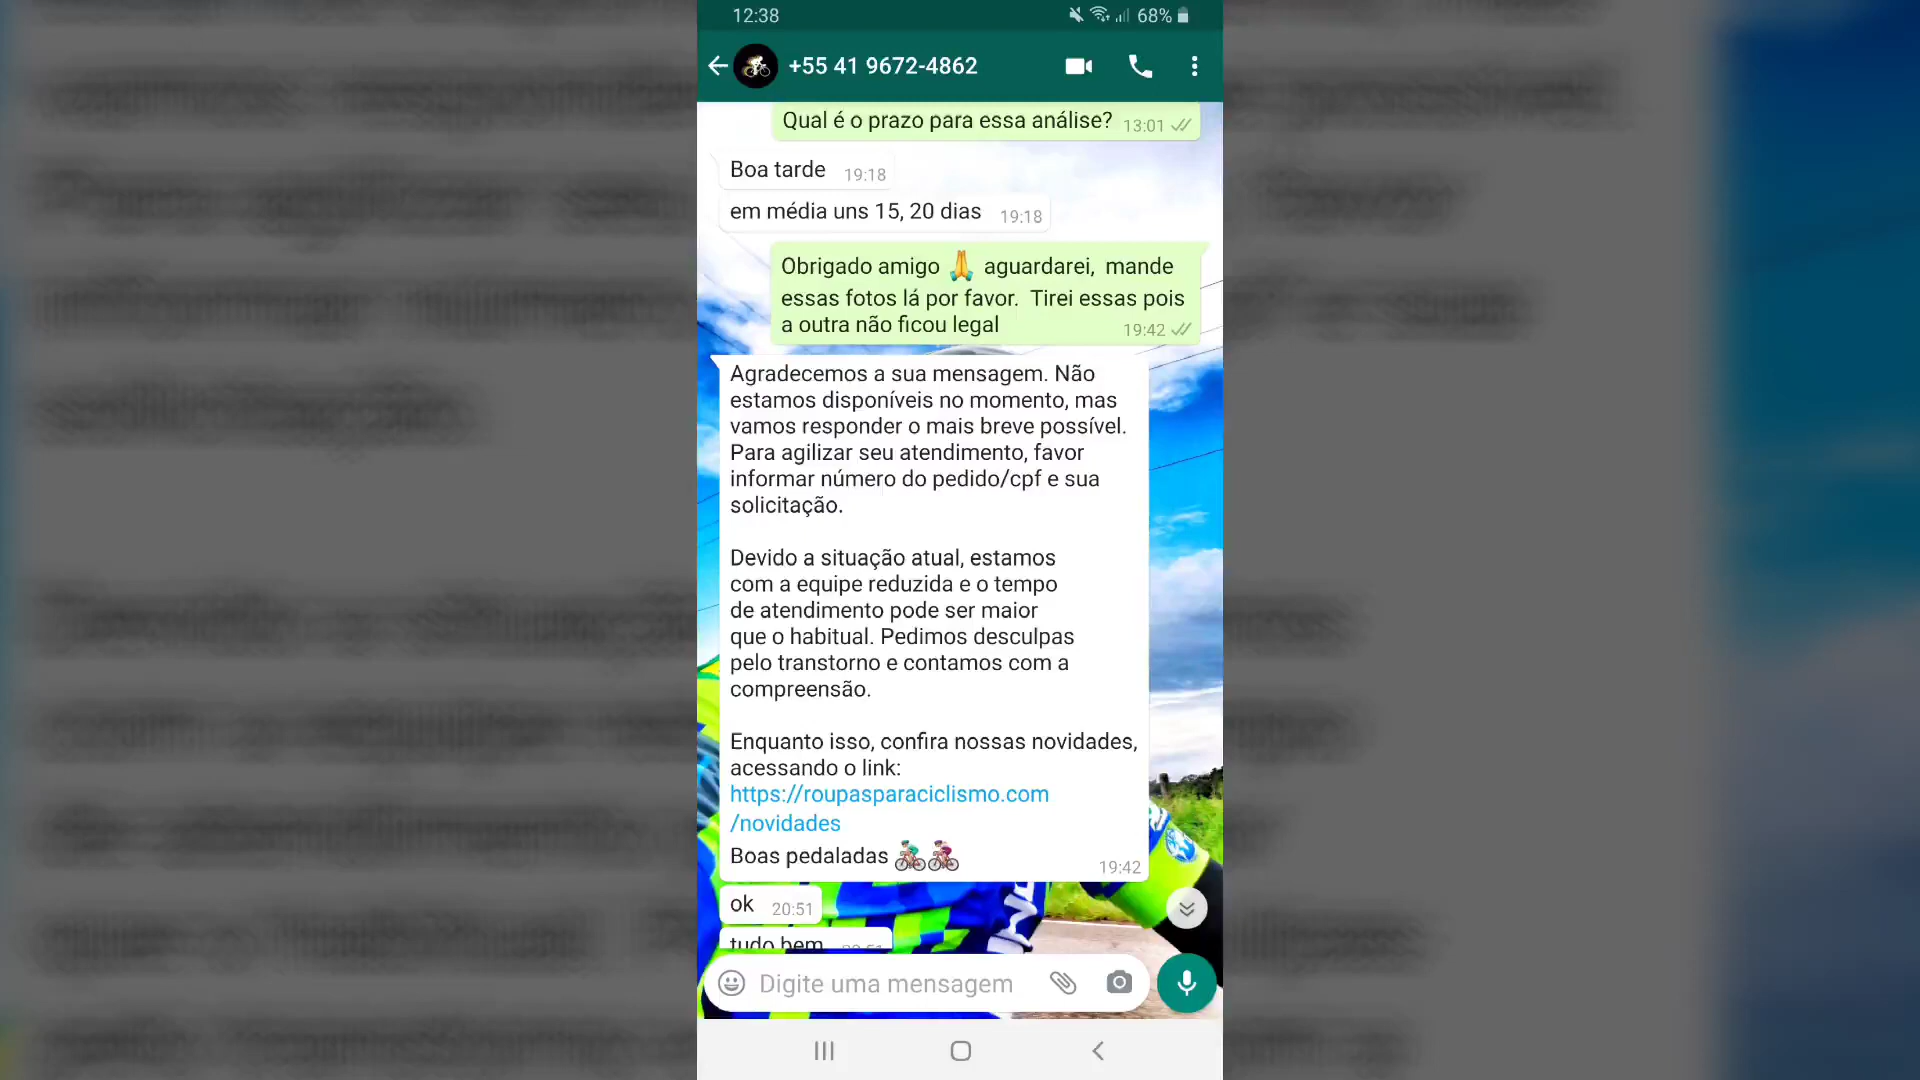 12:38
68%
+55 41 9672-4862
Qual é o prazo para essa análise? 13:01
Boa tarde 19:18
em média uns 15, 20 dias 19:18
Obrigado amigo 🙏 aguardarei, mande
essas fotos lá por favor. Tirei essas pois
a outra não ficou legal 19:42
Agradecemos a sua mensagem. Não
estamos disponíveis no momento, mas
vamos responder o mais breve possível.
Para agilizar seu atendimento, favor
informar número do pedido/cpf e sua
solicitação.
Devido a situação atual, estamos
com a equipe reduzida e o tempo
de atendimento pode ser maior
que o habitual. Pedimos desculpas
pelo transtorno e contamos com a
compreensão.
Enquanto isso, confira nossas novidades,
acessando o link:
https://roupasparaciclismo.com
/novidades
Boas pedaladas 🚴🚴 19:42
ok 20:51
tudo bem 20:51
Digite uma mensagem